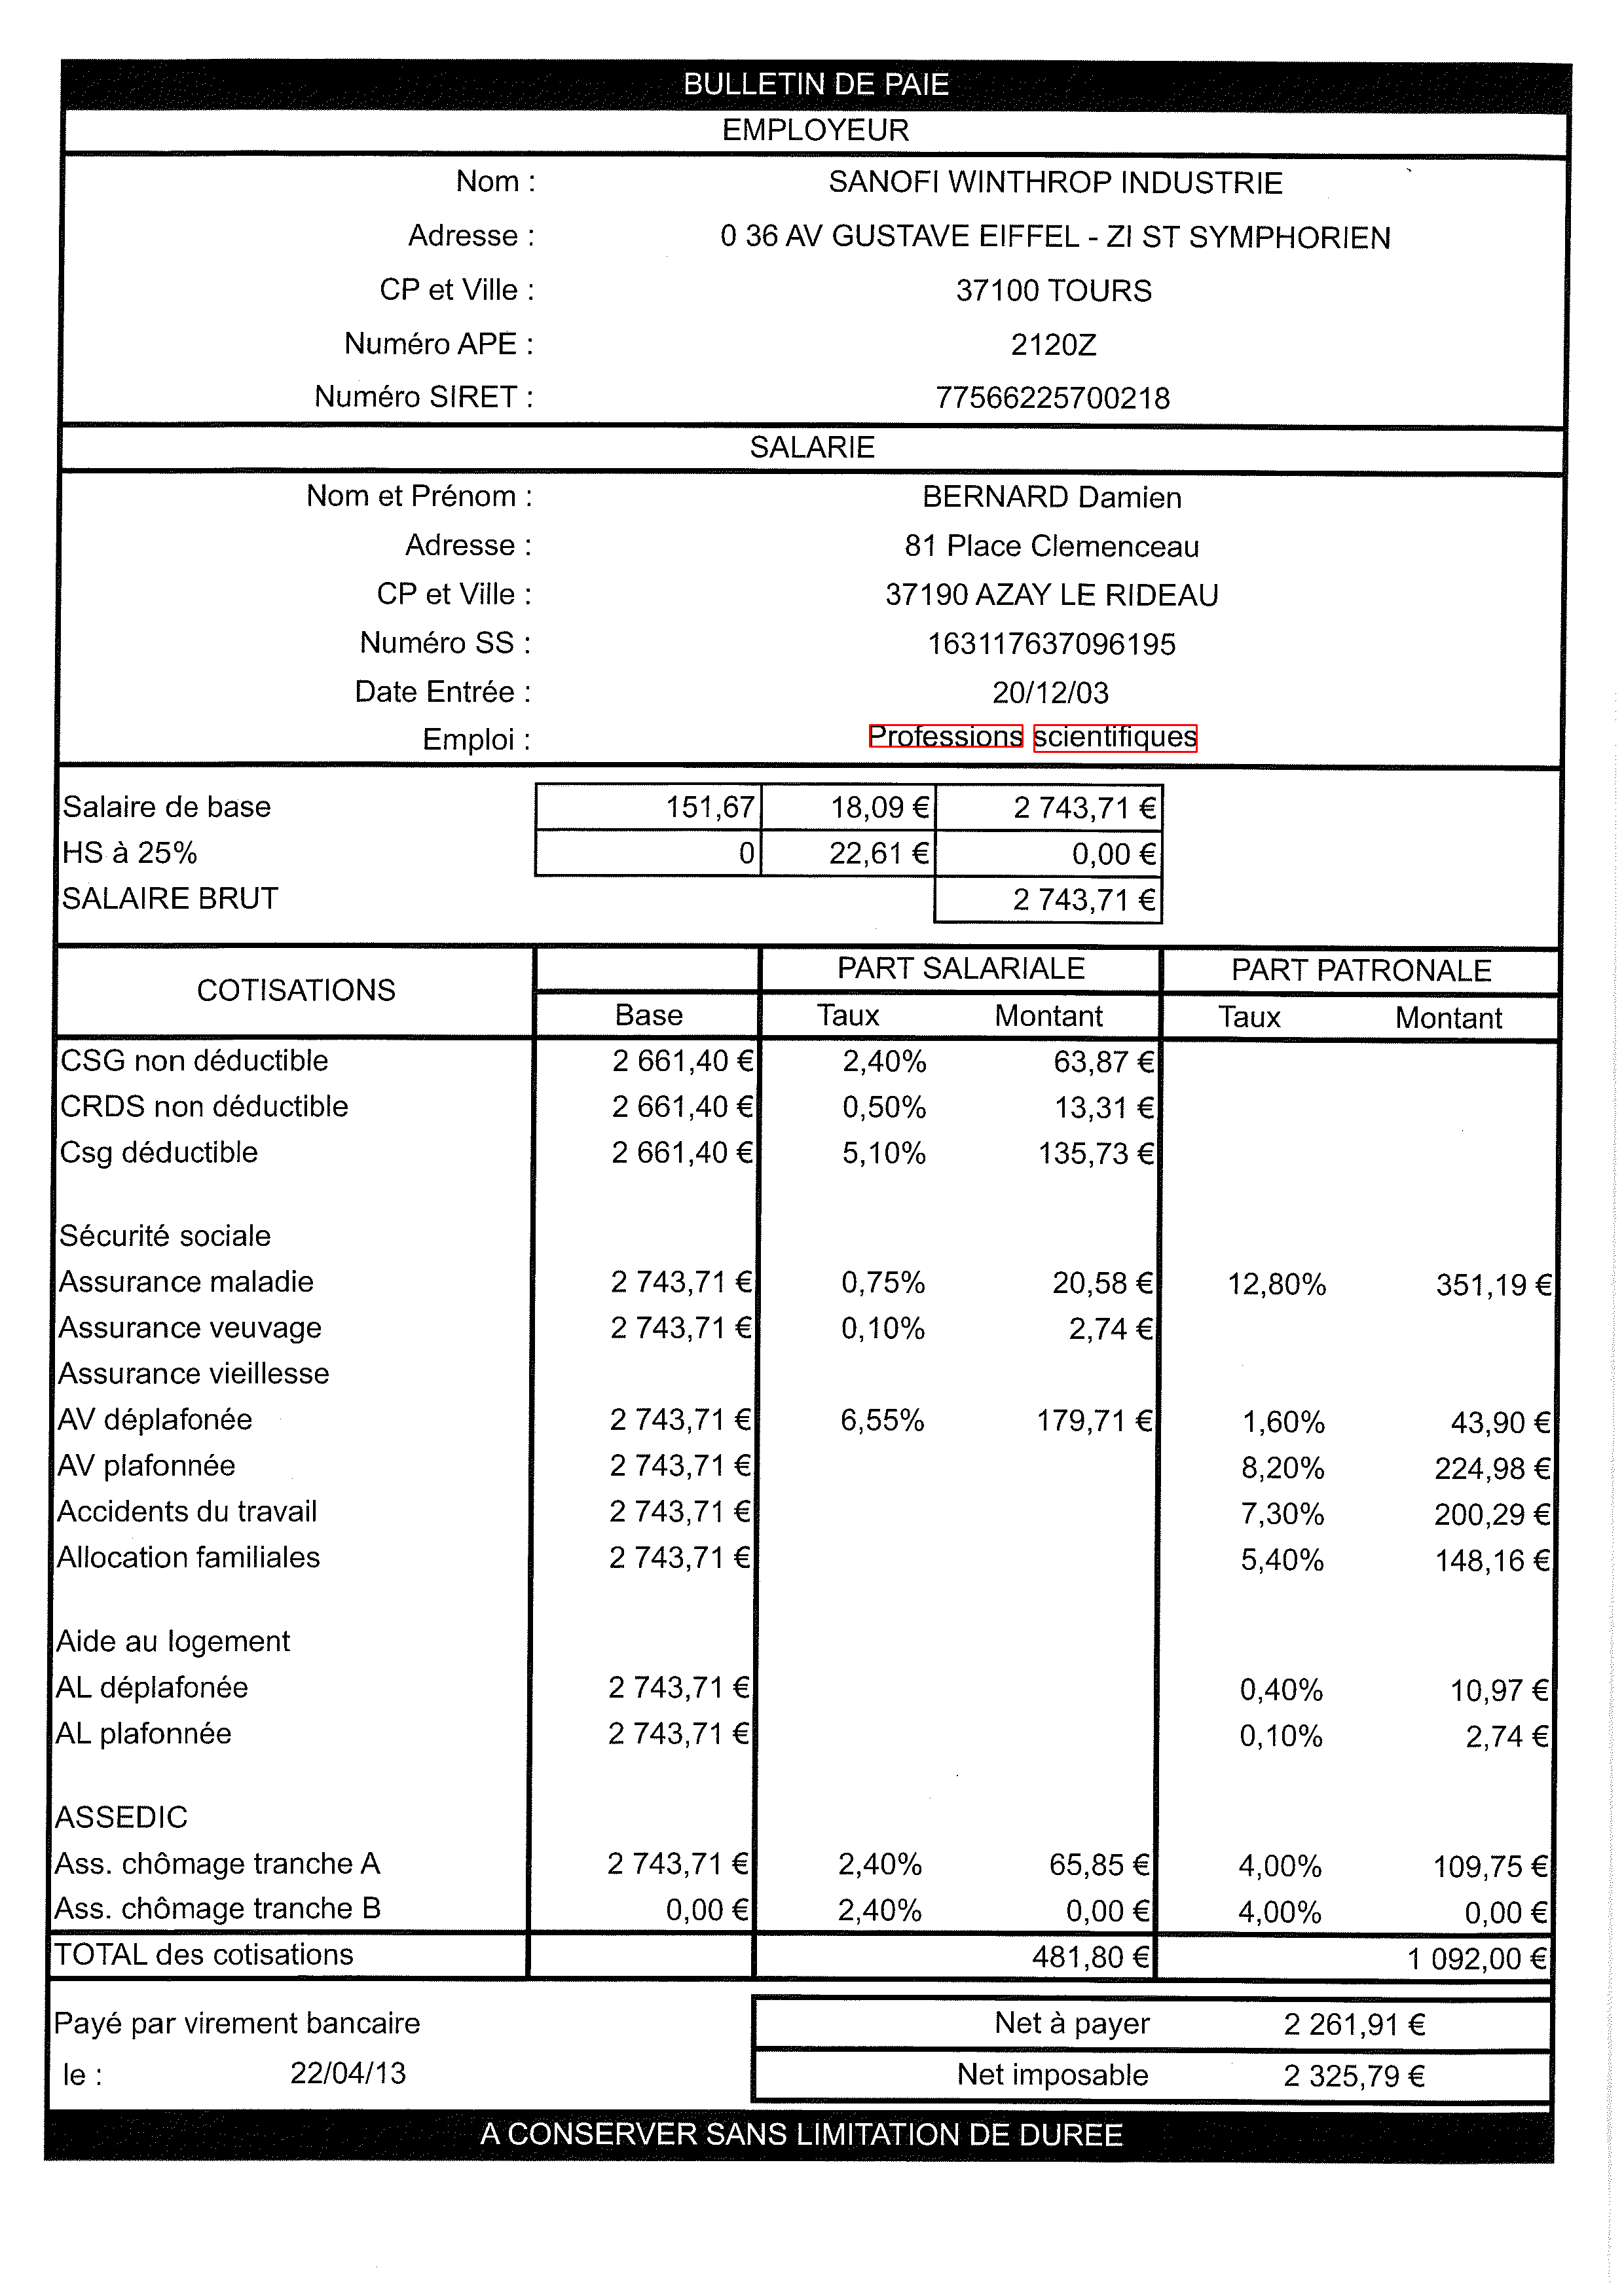 BULLETIN DE PAIE
EMPLOYEUR
Nom : SANOFI WINTHROP INDUSTRIE
Adresse : 0 36 AV GUSTAVE EIFFEL - ZI ST SYMPHORIEN
CP et Ville : 37100 TOURS
Numéro APE : 2120Z
Numéro SIRET : 77566225700218
SALARIE
Nom et Prénom : BERNARD Damien
Adresse : 81 Place Clemenceau
CP et Ville : 37190 AZAY LE RIDEAU
Numéro SS : 163117637096195
Date Entrée : 20/12/03
Emploi : Professions scientifiques
Salaire de base 151,67 18,09 € 2 743,71 €
HS à 25% 0 22,61 € 0,00 €
SALAIRE BRUT 2 743,71 €
COTISATIONS PART SALARIALE PART PATRONALE
Base Taux Montant Taux Montant
CSG non déductible 2 661,40 € 2,40% 63,87 €
CRDS non déductible 2 661,40 € 0,50% 13,31 €
Csg déductible 2 661,40 € 5,10% 135,73 €
Sécurité sociale
Assurance maladie 2 743,71 € 0,75% 20,58 € 12,80% 351,19 €
Assurance veuvage 2 743,71 € 0,10% 2,74 €
Assurance vieillesse
AV déplafonée 2 743,71 € 6,55% 179,71 € 1,60% 43,90 €
AV plafonnée 2 743,71 € 8,20% 224,98 €
Accidents du travail 2 743,71 € 7,30% 200,29 €
Allocation familiales 2 743,71 € 5,40% 148,16 €
Aide au logement
AL déplafonée 2 743,71 € 0,40% 10,97 €
AL plafonnée 2 743,71 € 0,10% 2,74 €
ASSEDIC
Ass. chômage tranche A 2 743,71 € 2,40% 65,85 € 4,00% 109,75 €
Ass. chômage tranche B 0,00 € 2,40% 0,00 € 4,00% 0,00 €
TOTAL des cotisations 481,80 € 1 092,00 €
Payé par virement bancaire Net à payer 2 261,91 €
le : 22/04/13 Net imposable 2 325,79 €
A CONSERVER SANS LIMITATION DE DUREE